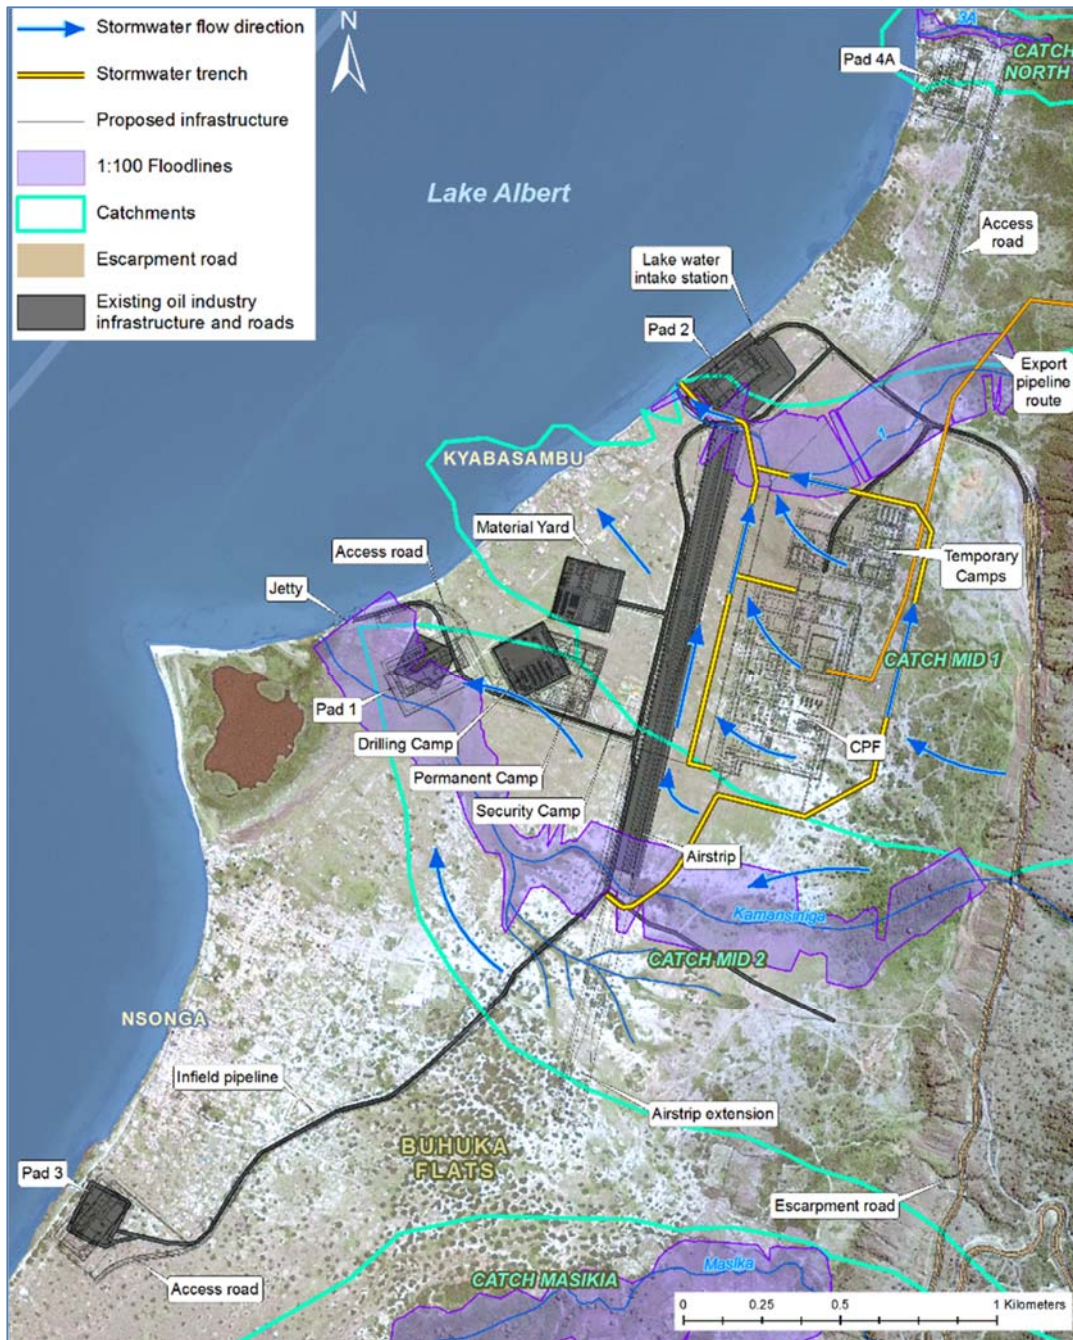 Stormwater flow direction
Stormwater trench
Proposed infrastructure
1:100 Floodlines
Catchments
Escarpment road
Existing oil industry
infrastructure and roads
N
3A
CATCH
NORTH
Pad 4A
Lake Albert
Access
road
Lake water
intake station
Pad 2
Export
pipeline
route
1
KYABASAMBU
Material Yard
Access road
Temporary
Camps
Jetty
CATCH MID 1
Pad 1
Drilling Camp
CPF
Permanent Camp
Security Camp
Airstrip
Kamansiniga
CATCH MID 2
NSONGA
Infield pipeline
Airstrip extension
BUHUKA
FLATS
Pad 3
Escarpment road
Access road
CATCH MASIKIA
Masika
0 0.25 0.5 1 Kilometers